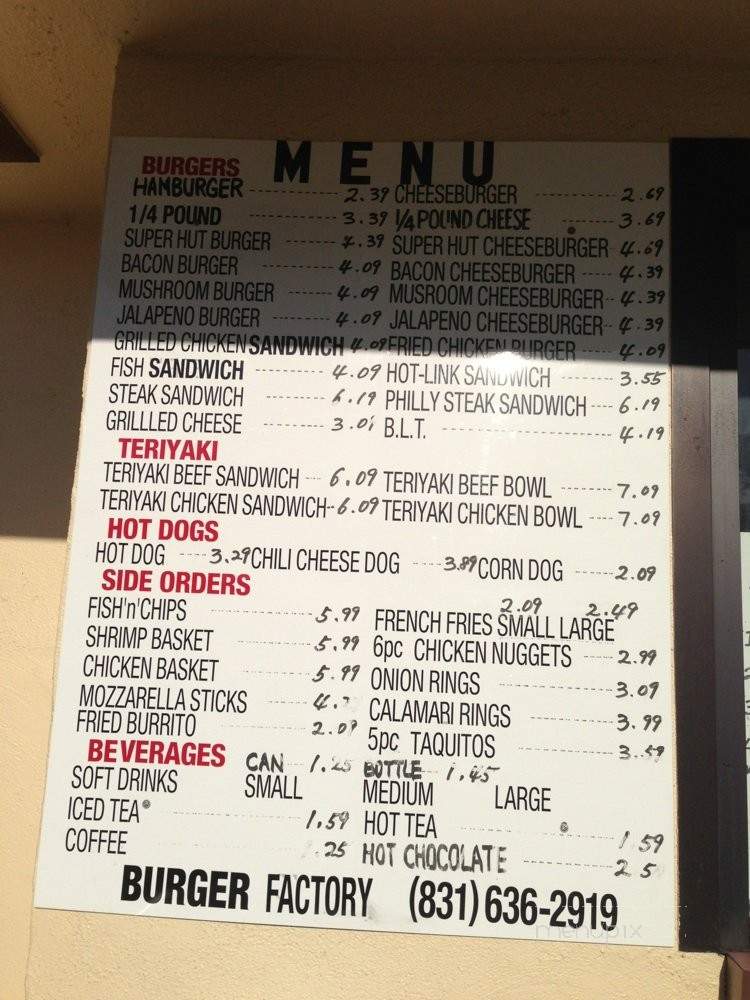 MENU
BURGERS
HAMBURGER 2.39 CHEESEBURGER 2.69
1/4 POUND 3.39 1/4 POUND CHEESE 3.69
SUPER HUT BURGER 4.39 SUPER HUT CHEESEBURGER 4.69
BACON BURGER 4.09 BACON CHEESEBURGER 4.39
MUSHROOM BURGER 4.09 MUSROOM CHEESEBURGER 4.39
JALAPENO BURGER 4.09 JALAPENO CHEESEBURGER 4.39
GRILLED CHICKEN SANDWICH 4.09 FRIED CHICKEN BURGER 4.09
FISH SANDWICH 4.09 HOT-LINK SANDWICH 3.55
STEAK SANDWICH 6.19 PHILLY STEAK SANDWICH 6.19
GRILLLED CHEESE B.L.T. 4.19
TERIYAKI
TERIYAKI BEEF SANDWICH 6.09 TERIYAKI BEEF BOWL 7.09
TERIYAKI CHICKEN SANDWICH 6.09 TERIYAKI CHICKEN BOWL 7.09
HOT DOGS
HOT DOG 3.29 CHILI CHEESE DOG 3.89 CORN DOG 2.09
SIDE ORDERS
2.09 2.49
FISH'n'CHIPS 5.99 FRENCH FRIES SMALL LARGE
SHRIMP BASKET 5.99 6pc CHICKEN NUGGETS 2.99
CHICKEN BASKET 5.99 ONION RINGS 3.09
MOZZARELLA STICKS CALAMARI RINGS 3.99
FRIED BURRITO 2.09 5pc TAQUITOS 3.59
BEVERAGES CAN 1.25 BOTTLE 1.45
SOFT DRINKS SMALL MEDIUM LARGE
ICED TEA 1.59 HOT TEA 1.59
COFFEE HOT CHOCOLATE
BURGER FACTORY (831) 636-2919
menupix